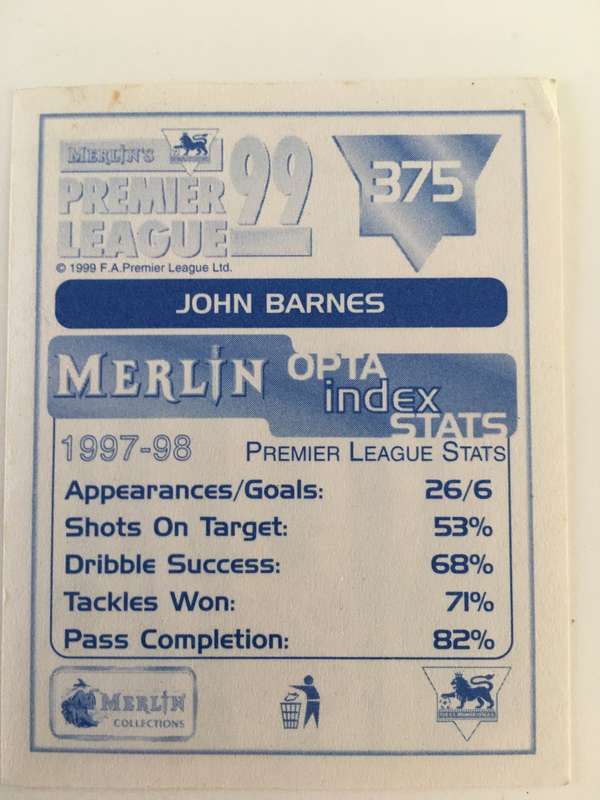 MERLIN'S
PREMIER
LEAGUE
99
375
© 1999 F.A.Premier League Ltd.
JOHN BARNES
MERLIN OPTA
index
STATS
1997-98 PREMIER LEAGUE STATS
Appearances/Goals: 26/6
Shots On Target: 53%
Dribble Success: 68%
Tackles Won: 71%
Pass Completion: 82%
MERLIN
COLLECTIONS